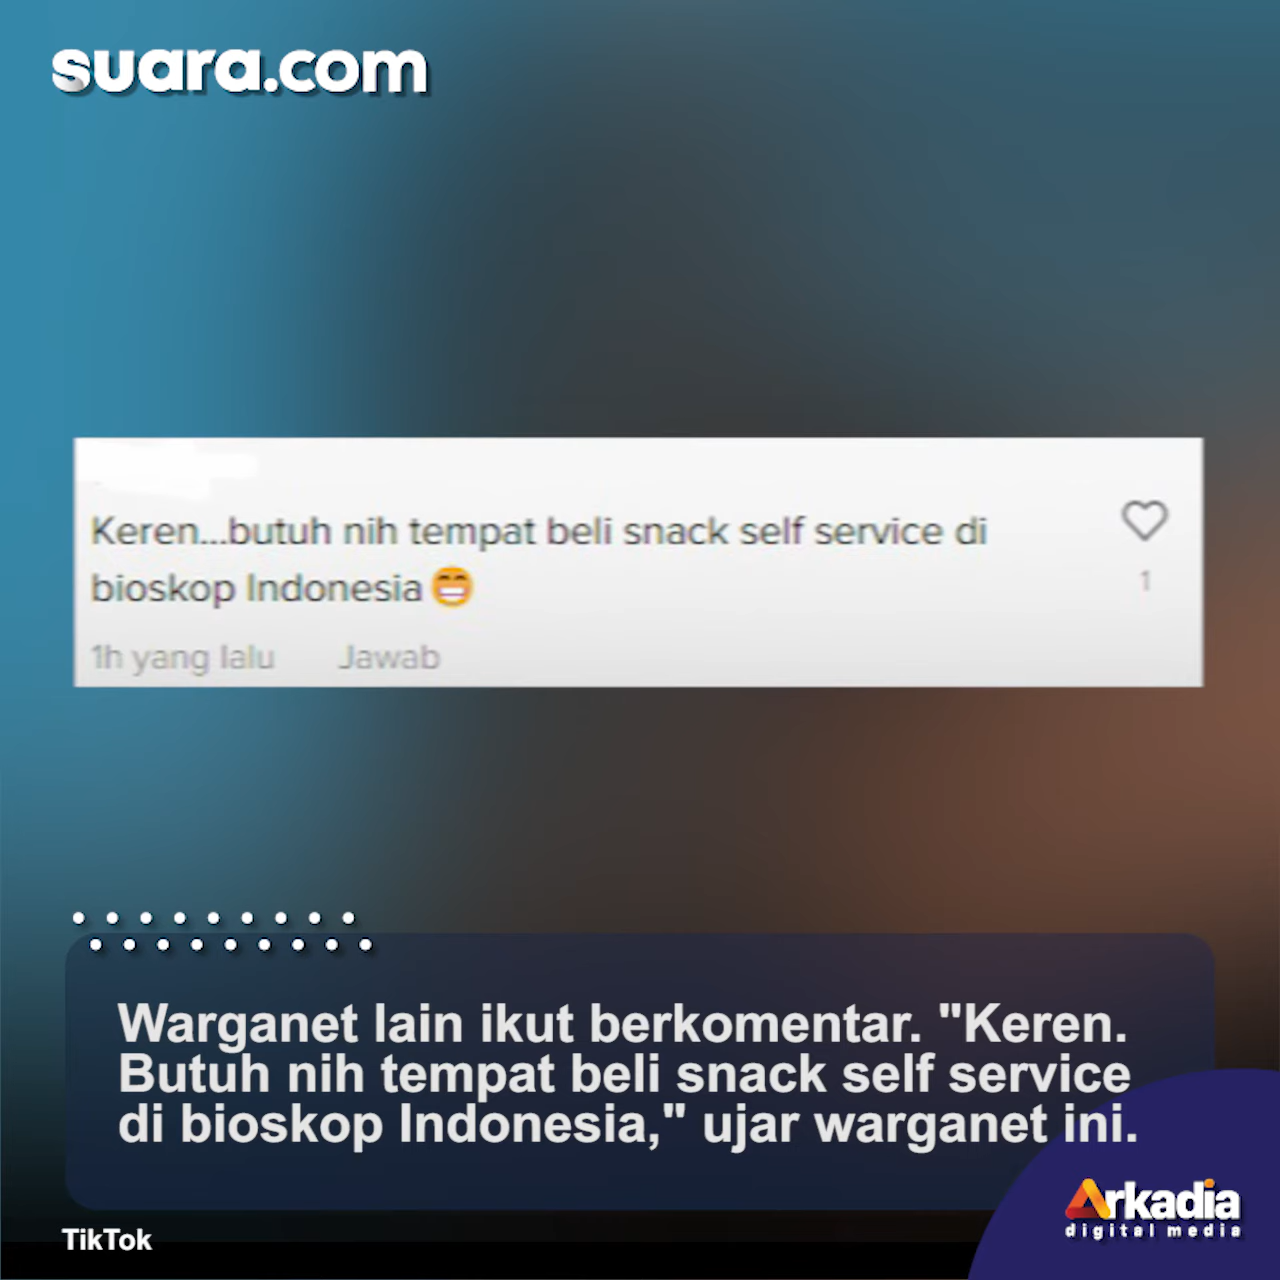 suara.com
Keren...butuh nih tempat beli snack self service di
bioskop Indonesia 😁
1
1h yang lalu Jawab
Warganet lain ikut berkomentar. "Keren.
Butuh nih tempat beli snack self service
di bioskop Indonesia," ujar warganet ini.
Arkadia
digital media
TikTok